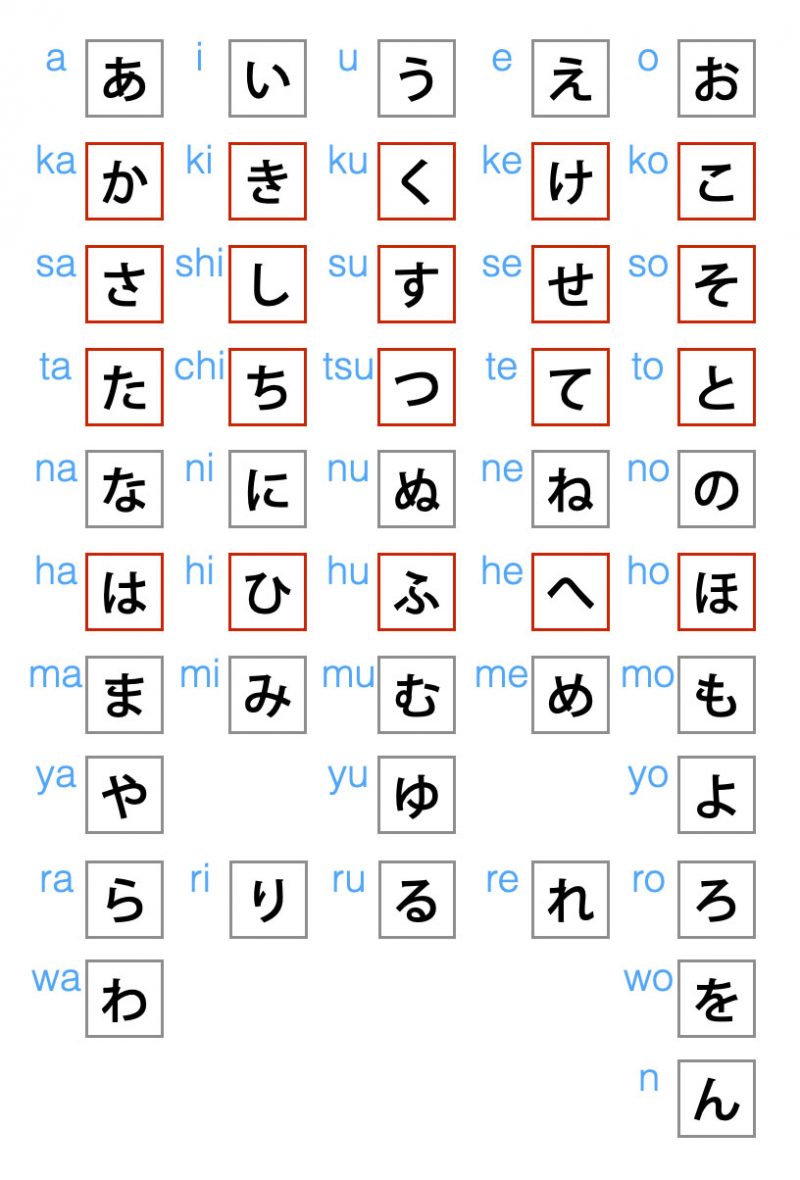 a あ i い u う e え o お
ka か ki き ku く ke け ko こ
sa さ shi し su す se せ so そ
ta た chi ち tsu つ te て to と
na な ni に nu ぬ ne ね no の
ha は hi ひ hu ふ he へ ho ほ
ma ま mi み mu む me め mo も
ya や yu ゆ yo よ
ra ら ri り ru る re れ ro ろ
wa わ wo を
n ん